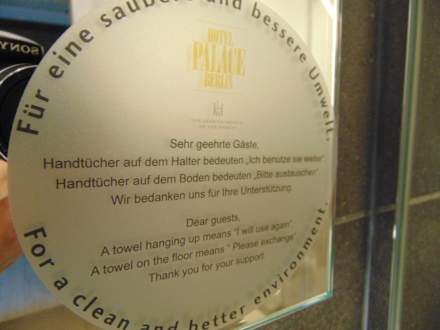 SONY
Für eine saubere und bessere Umwelt.
HOTEL
PALACE
BERLIN
Sehr geehrte Gäste,
Handtücher auf dem Halter bedeuten „Ich benutze sie weiter"
Handtücher auf dem Boden bedeuten „Bitte austauschen"
Wir bedanken uns für Ihre Unterstützung.
Dear guests,
A towel hanging up means "I will use again"
A towel on the floor means " Please exchange"
Thank you for your support.
For a clean and better environment.